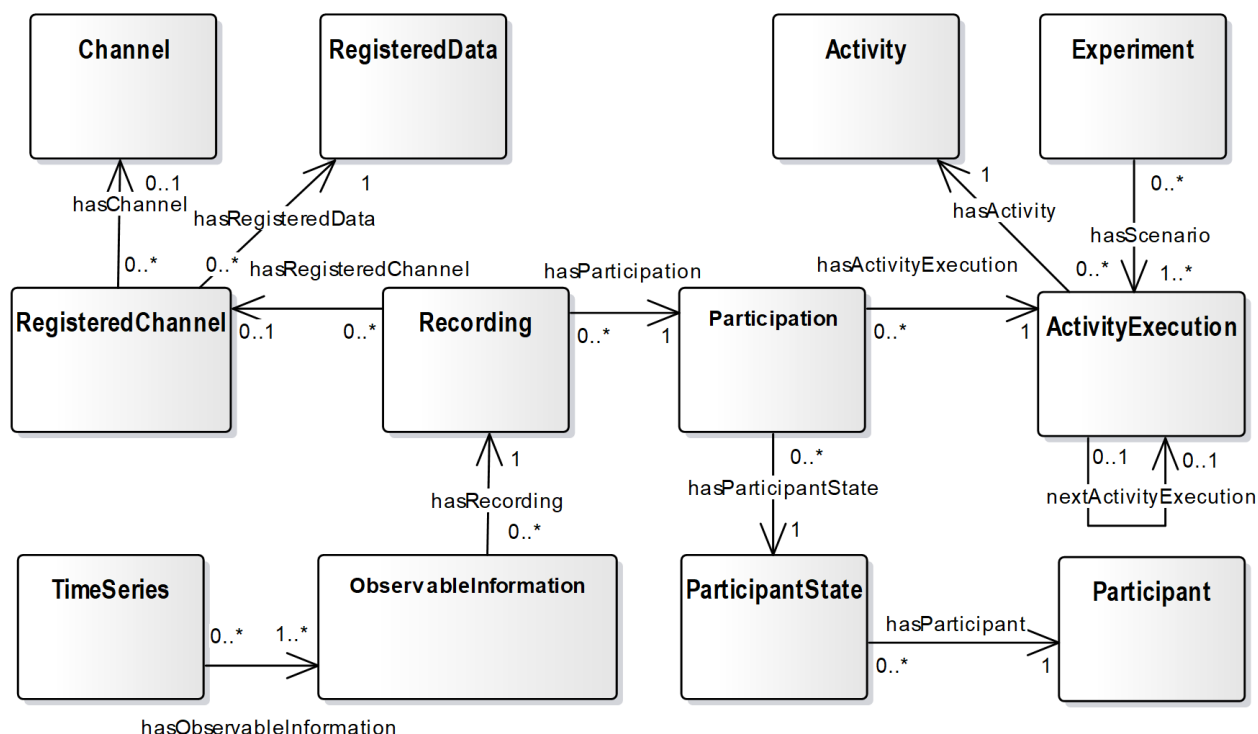 Channel
RegisteredData
Activity
Experiment
0..1
hasChannel
1
hasRegisteredData
1
hasActivity
0..*
hasScenario
0..*
0..*
hasRegisteredChannel
hasParticipation
hasActivityExecution
0..*
1..*
RegisteredChannel
0..1
0..*
Recording
0..*
1
Participation
0..*
1
ActivityExecution
1
hasRecording
0..*
0..*
hasParticipantState
1
0..1
0..1
nextActivityExecution
TimeSeries
0..*
1..*
ObservableInformation
ParticipantState
hasParticipant
0..*
1
Participant
hasObservableInformation